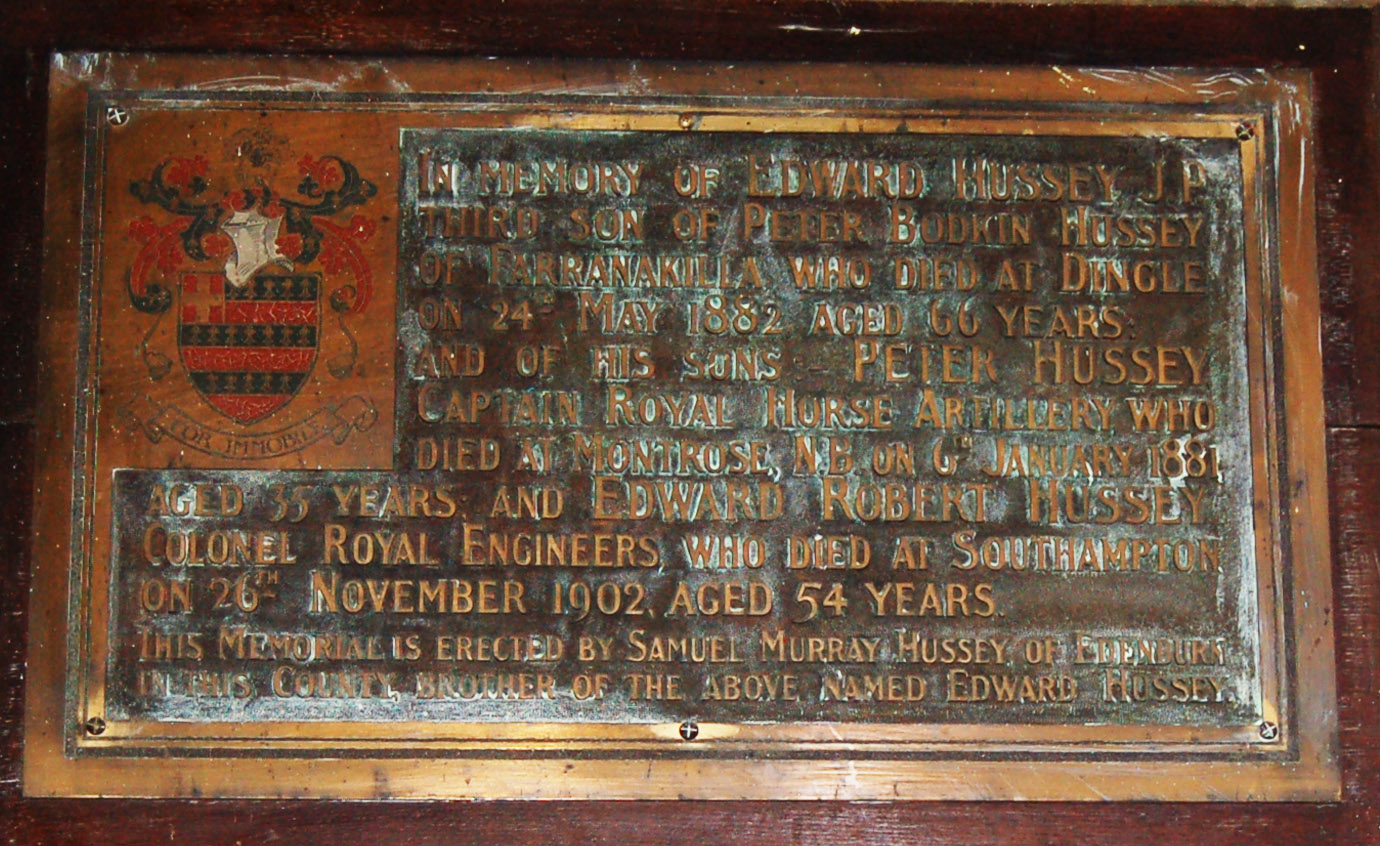 COR IMMOBILE
IN MEMORY OF EDWARD HUSSEY J.P.
THIRD SON OF PETER BODKIN HUSSEY
OF FARRANAKILLA WHO DIED AT DINGLE
ON 24TH MAY 1882, AGED 66 YEARS:
AND OF HIS SONS:- PETER HUSSEY
CAPTAIN ROYAL HORSE ARTILLERY WHO
DIED AT MONTROSE, N.B. ON 6TH JANUARY 1881,
AGED 35 YEARS: AND EDWARD ROBERT HUSSEY
COLONEL ROYAL ENGINEERS, WHO DIED AT SOUTHAMPTON
ON 26TH NOVEMBER 1902, AGED 54 YEARS.
THIS MEMORIAL IS ERECTED BY SAMUEL MURRAY HUSSEY OF EDENBURN
IN THIS COUNTY, BROTHER OF THE ABOVE NAMED EDWARD HUSSEY.